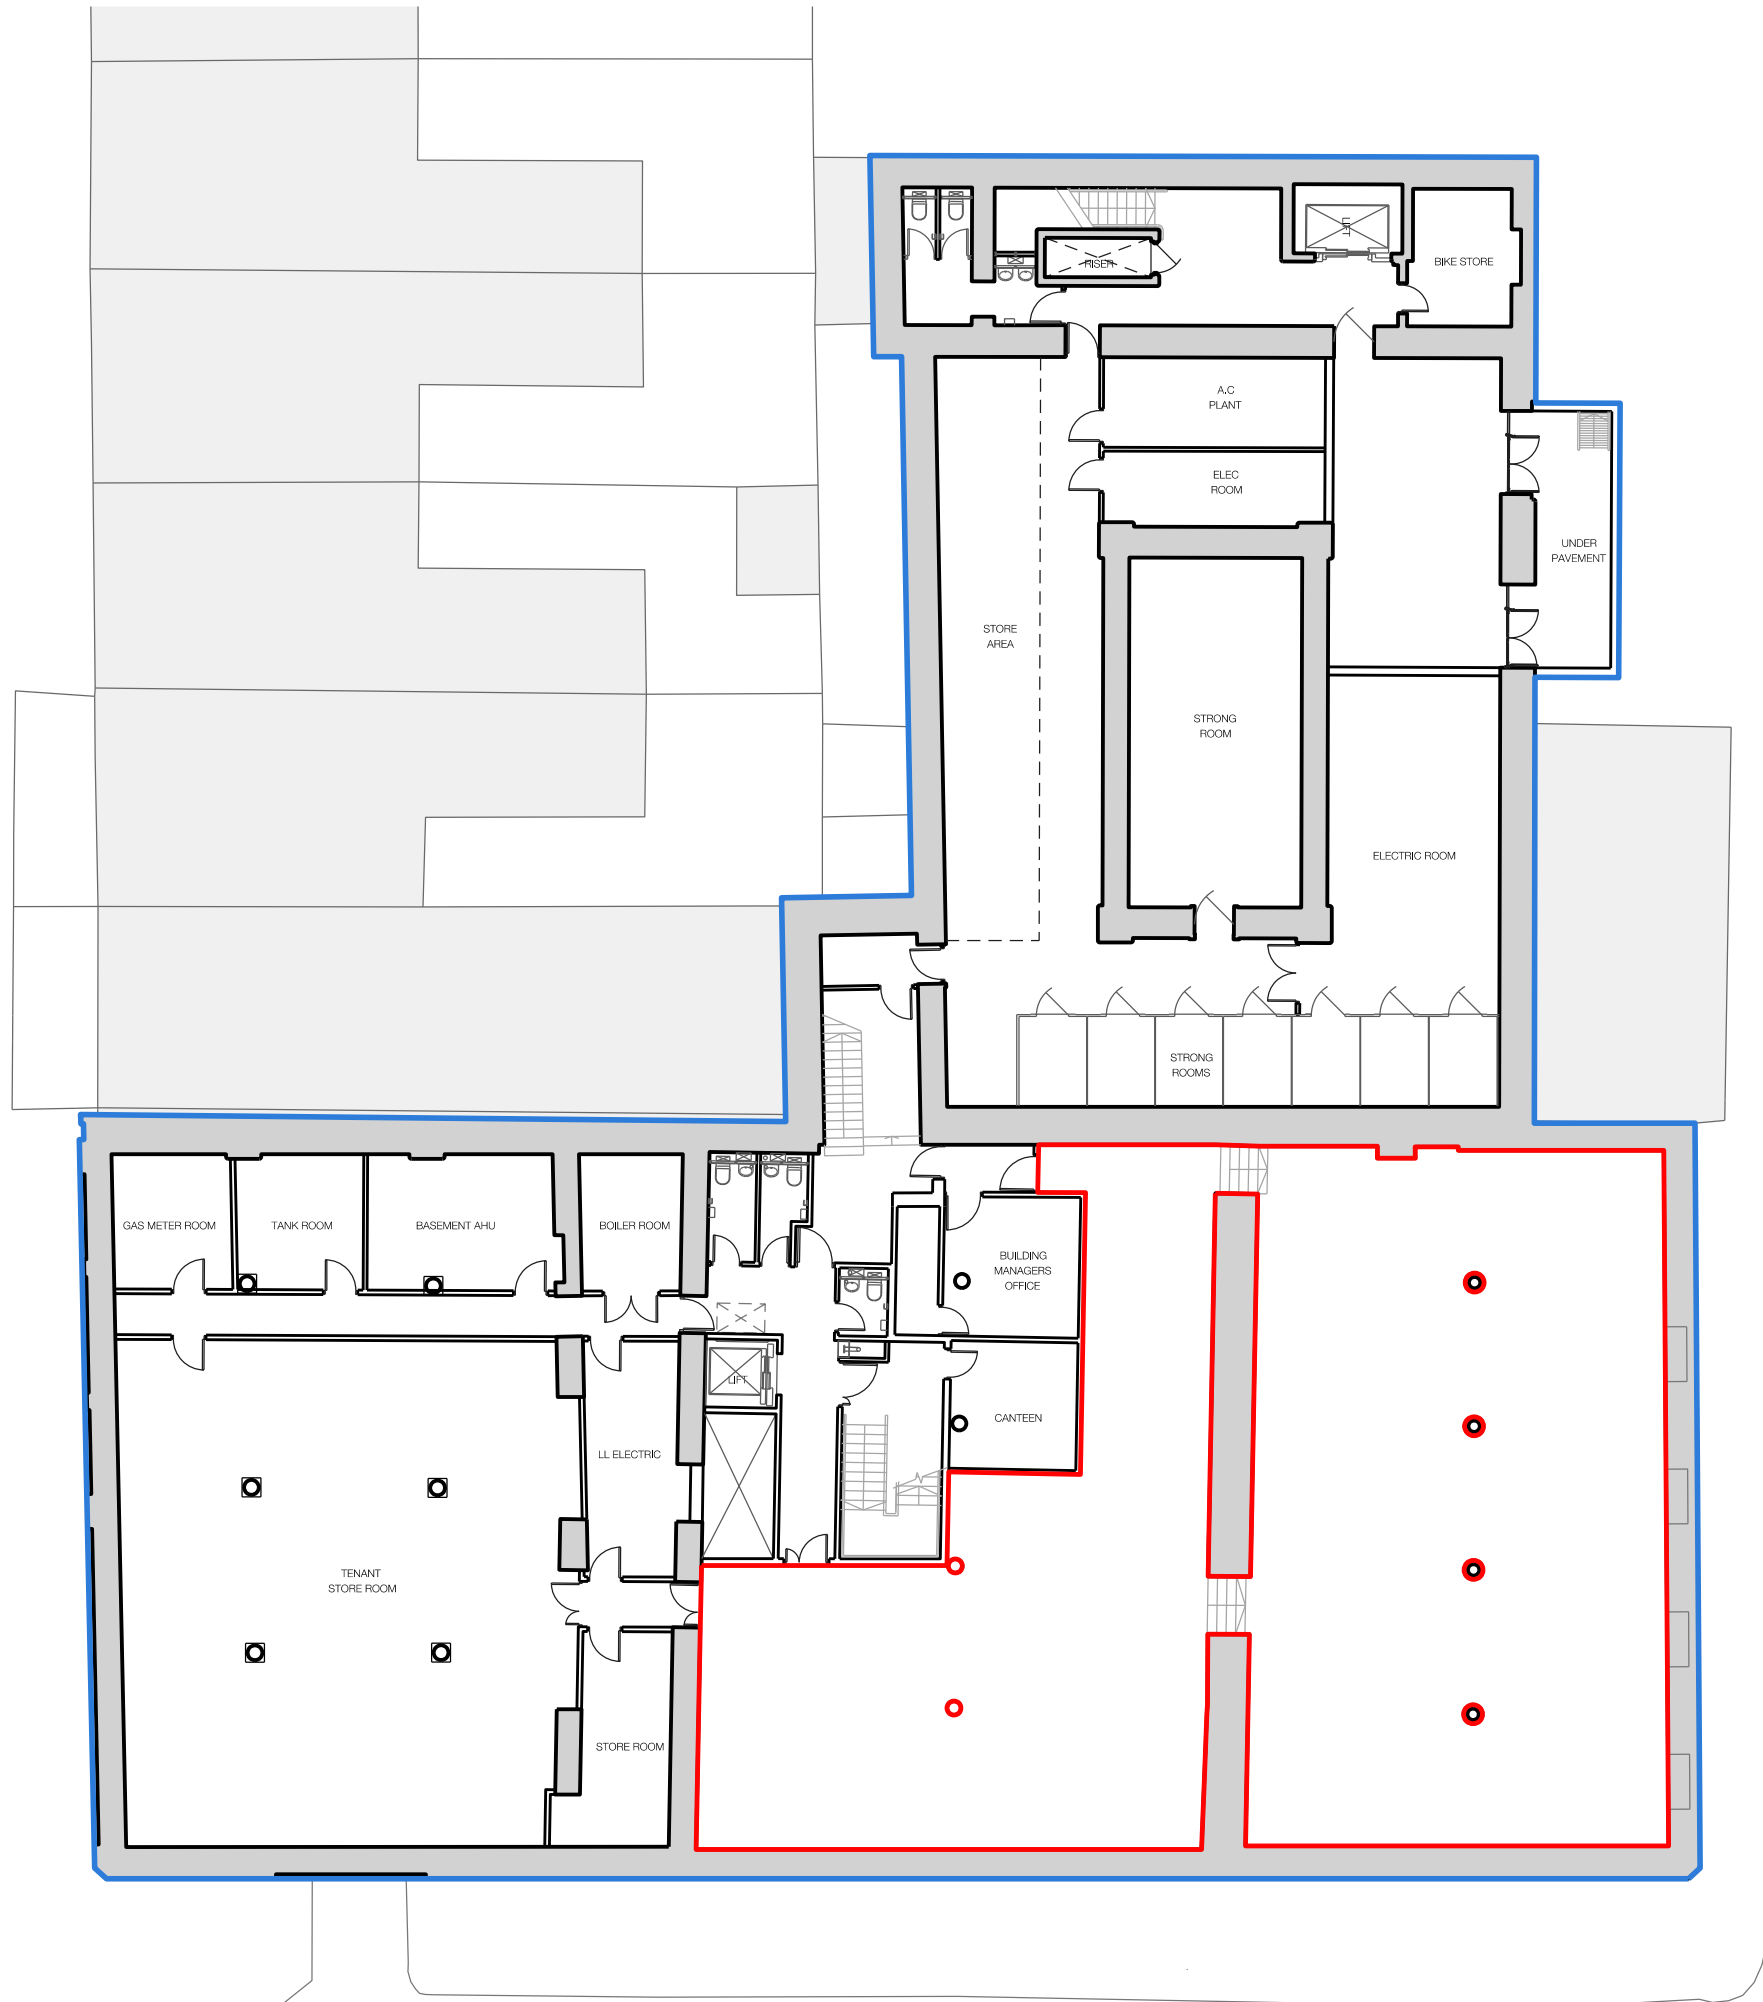 LIFT
RISER
BIKE STORE
A.C
PLANT
ELEC
ROOM
UNDER
PAVEMENT
STORE
AREA
STRONG
ROOM
ELECTRIC ROOM
STRONG
ROOMS
GAS METER ROOM
TANK ROOM
BASEMENT AHU
BOILER ROOM
BUILDING
MANAGERS
OFFICE
LIFT
CANTEEN
LL ELECTRIC
TENANT
STORE ROOM
STORE ROOM